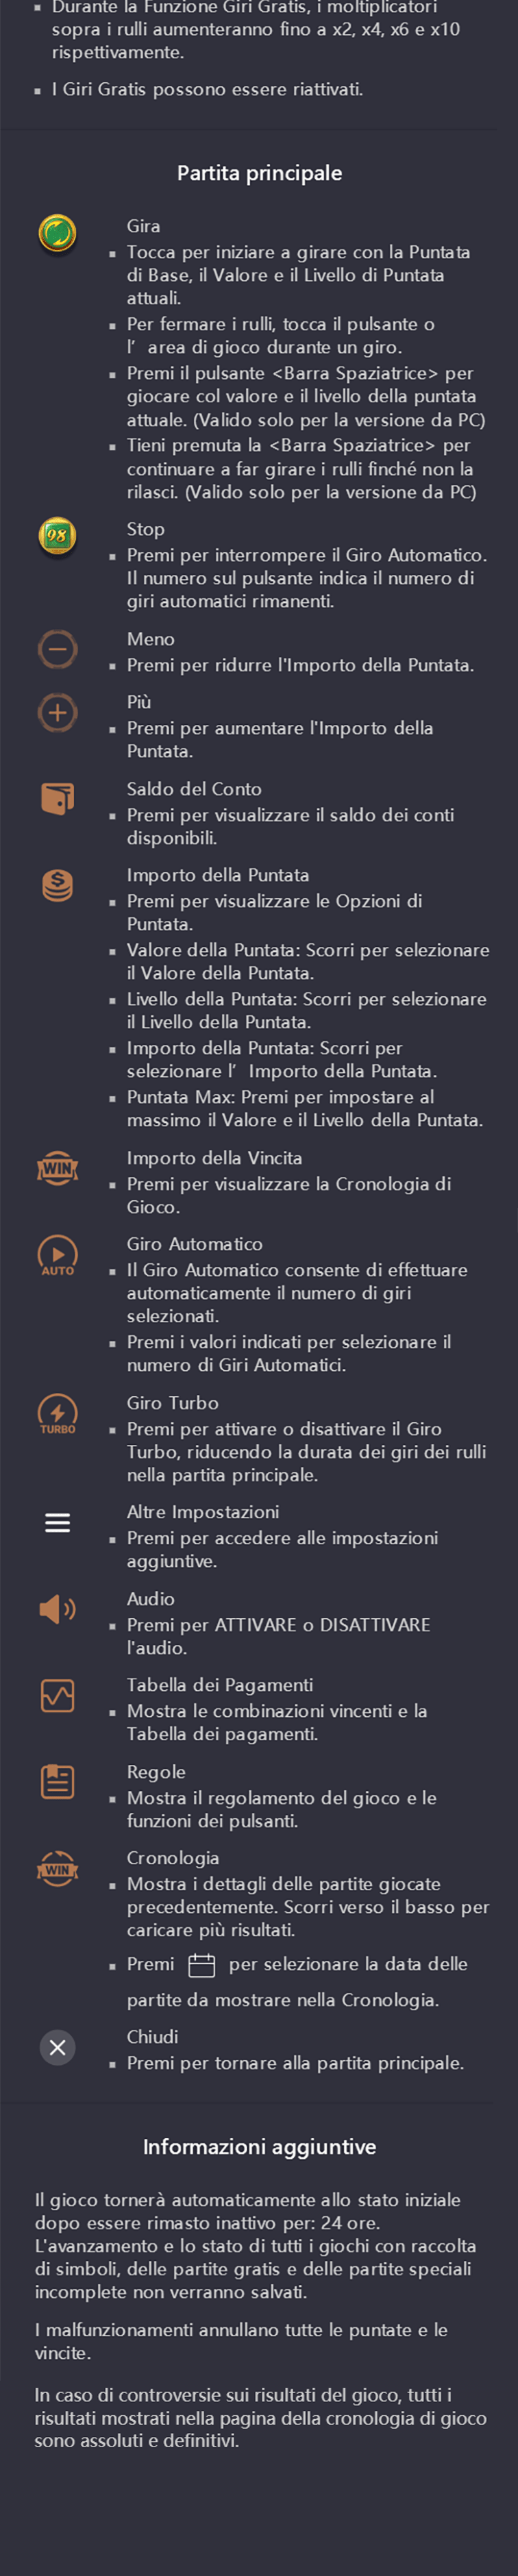 Durante la Funzione Giri Gratis, i moltiplicatori
sopra i rulli aumenteranno fino a x2, x4, x6 e x10
rispettivamente.
I Giri Gratis possono essere riattivati.
Partita principale
Gira
Tocca per iniziare a girare con la Puntata
di Base, il Valore e il Livello di Puntata
attuali.
Per fermare i rulli, tocca il pulsante o
l’area di gioco durante un giro.
Premi il pulsante <Barra Spaziatrice> per
giocare col valore e il livello della puntata
attuale. (Valido solo per la versione da PC)
Tieni premuta la <Barra Spaziatrice> per
continuare a far girare i rulli finché non la
rilasci. (Valido solo per la versione da PC)
98
Stop
Premi per interrompere il Giro Automatico.
Il numero sul pulsante indica il numero di
giri automatici rimanenti.
Meno
Premi per ridurre l'Importo della Puntata.
Più
Premi per aumentare l'Importo della
Puntata.
Saldo del Conto
Premi per visualizzare il saldo dei conti
disponibili.
Importo della Puntata
Premi per visualizzare le Opzioni di
Puntata.
Valore della Puntata: Scorri per selezionare
il Valore della Puntata.
Livello della Puntata: Scorri per selezionare
il Livello della Puntata.
Importo della Puntata: Scorri per
selezionare l’Importo della Puntata.
Puntata Max: Premi per impostare al
massimo il Valore e il Livello della Puntata.
WIN
Importo della Vincita
Premi per visualizzare la Cronologia di
Gioco.
AUTO
Giro Automatico
Il Giro Automatico consente di effettuare
automaticamente il numero di giri
selezionati.
Premi i valori indicati per selezionare il
numero di Giri Automatici.
TURBO
Giro Turbo
Premi per attivare o disattivare il Giro
Turbo, riducendo la durata dei giri dei rulli
nella partita principale.
Altre Impostazioni
Premi per accedere alle impostazioni
aggiuntive.
Audio
Premi per ATTIVARE o DISATTIVARE
l'audio.
Tabella dei Pagamenti
Mostra le combinazioni vincenti e la
Tabella dei pagamenti.
Regole
Mostra il regolamento del gioco e le
funzioni dei pulsanti.
WIN
Cronologia
Mostra i dettagli delle partite giocate
precedentemente. Scorri verso il basso per
caricare più risultati.
Premi per selezionare la data delle
partite da mostrare nella Cronologia.
Chiudi
Premi per tornare alla partita principale.
Informazioni aggiuntive
Il gioco tornerà automaticamente allo stato iniziale
dopo essere rimasto inattivo per: 24 ore.
L'avanzamento e lo stato di tutti i giochi con raccolta
di simboli, delle partite gratis e delle partite speciali
incomplete non verranno salvati.
I malfunzionamenti annullano tutte le puntate e le
vincite.
In caso di controversie sui risultati del gioco, tutti i
risultati mostrati nella pagina della cronologia di gioco
sono assoluti e definitivi.